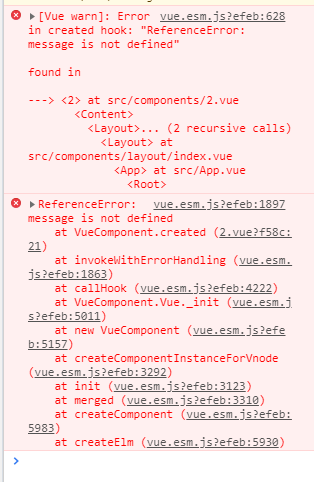 [Vue warn]: Error vue.esm.js?efeb:628
in created hook: "ReferenceError:
message is not defined"
found in
---> <2> at src/components/2.vue
<Content>
<Layout>... (2 recursive calls)
<Layout> at
src/components/layout/index.vue
<App> at src/App.vue
<Root>
ReferenceError: vue.esm.js?efeb:1897
message is not defined
at VueComponent.created (2.vue?f58c:
21)
at invokeWithErrorHandling (vue.esm.
js?efeb:1863)
at callHook (vue.esm.js?efeb:4222)
at VueComponent.Vue._init (vue.esm.j
s?efeb:5011)
at new VueComponent (vue.esm.js?efe
b:5157)
at createComponentInstanceForVnode
(vue.esm.js?efeb:3292)
at init (vue.esm.js?efeb:3123)
at merged (vue.esm.js?efeb:3310)
at createComponent (vue.esm.js?efeb:
5983)
at createElm (vue.esm.js?efeb:5930)